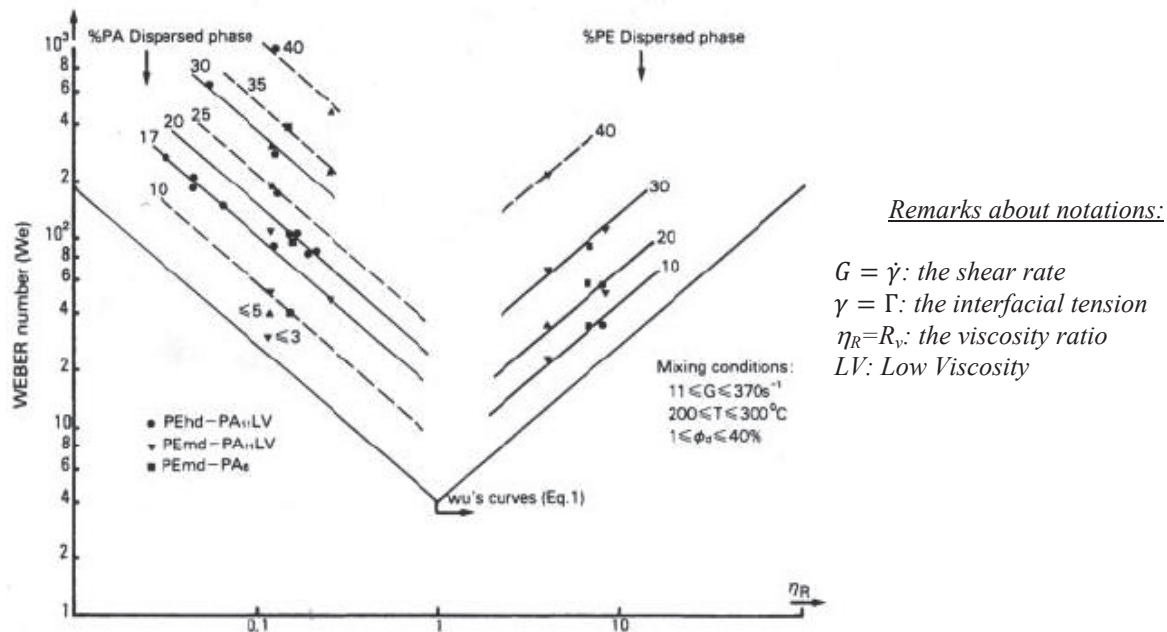 %PA Dispersed phase
%PE Dispersed phase
WEBER number (We)
10³
8
6
4
2
10²
8
6
4
2
10
8
6
4
2
1
40
30
35
25
20
17
10
≤5
≤3
40
30
20
10
• PEhd-PA₁₁LV
▼ PEmd-PA₁₁LV
■ PEmd-PA₆
wu's curves (Eq.1)
Mixing conditions:
11≤G≤370s⁻¹
200≤T≤300°C
1≤ϕd≤40%
0.1
1
10
ηR
Remarks about notations:
G = γ̇: the shear rate
γ = Γ: the interfacial tension
ηR=Rv: the viscosity ratio
LV: Low Viscosity